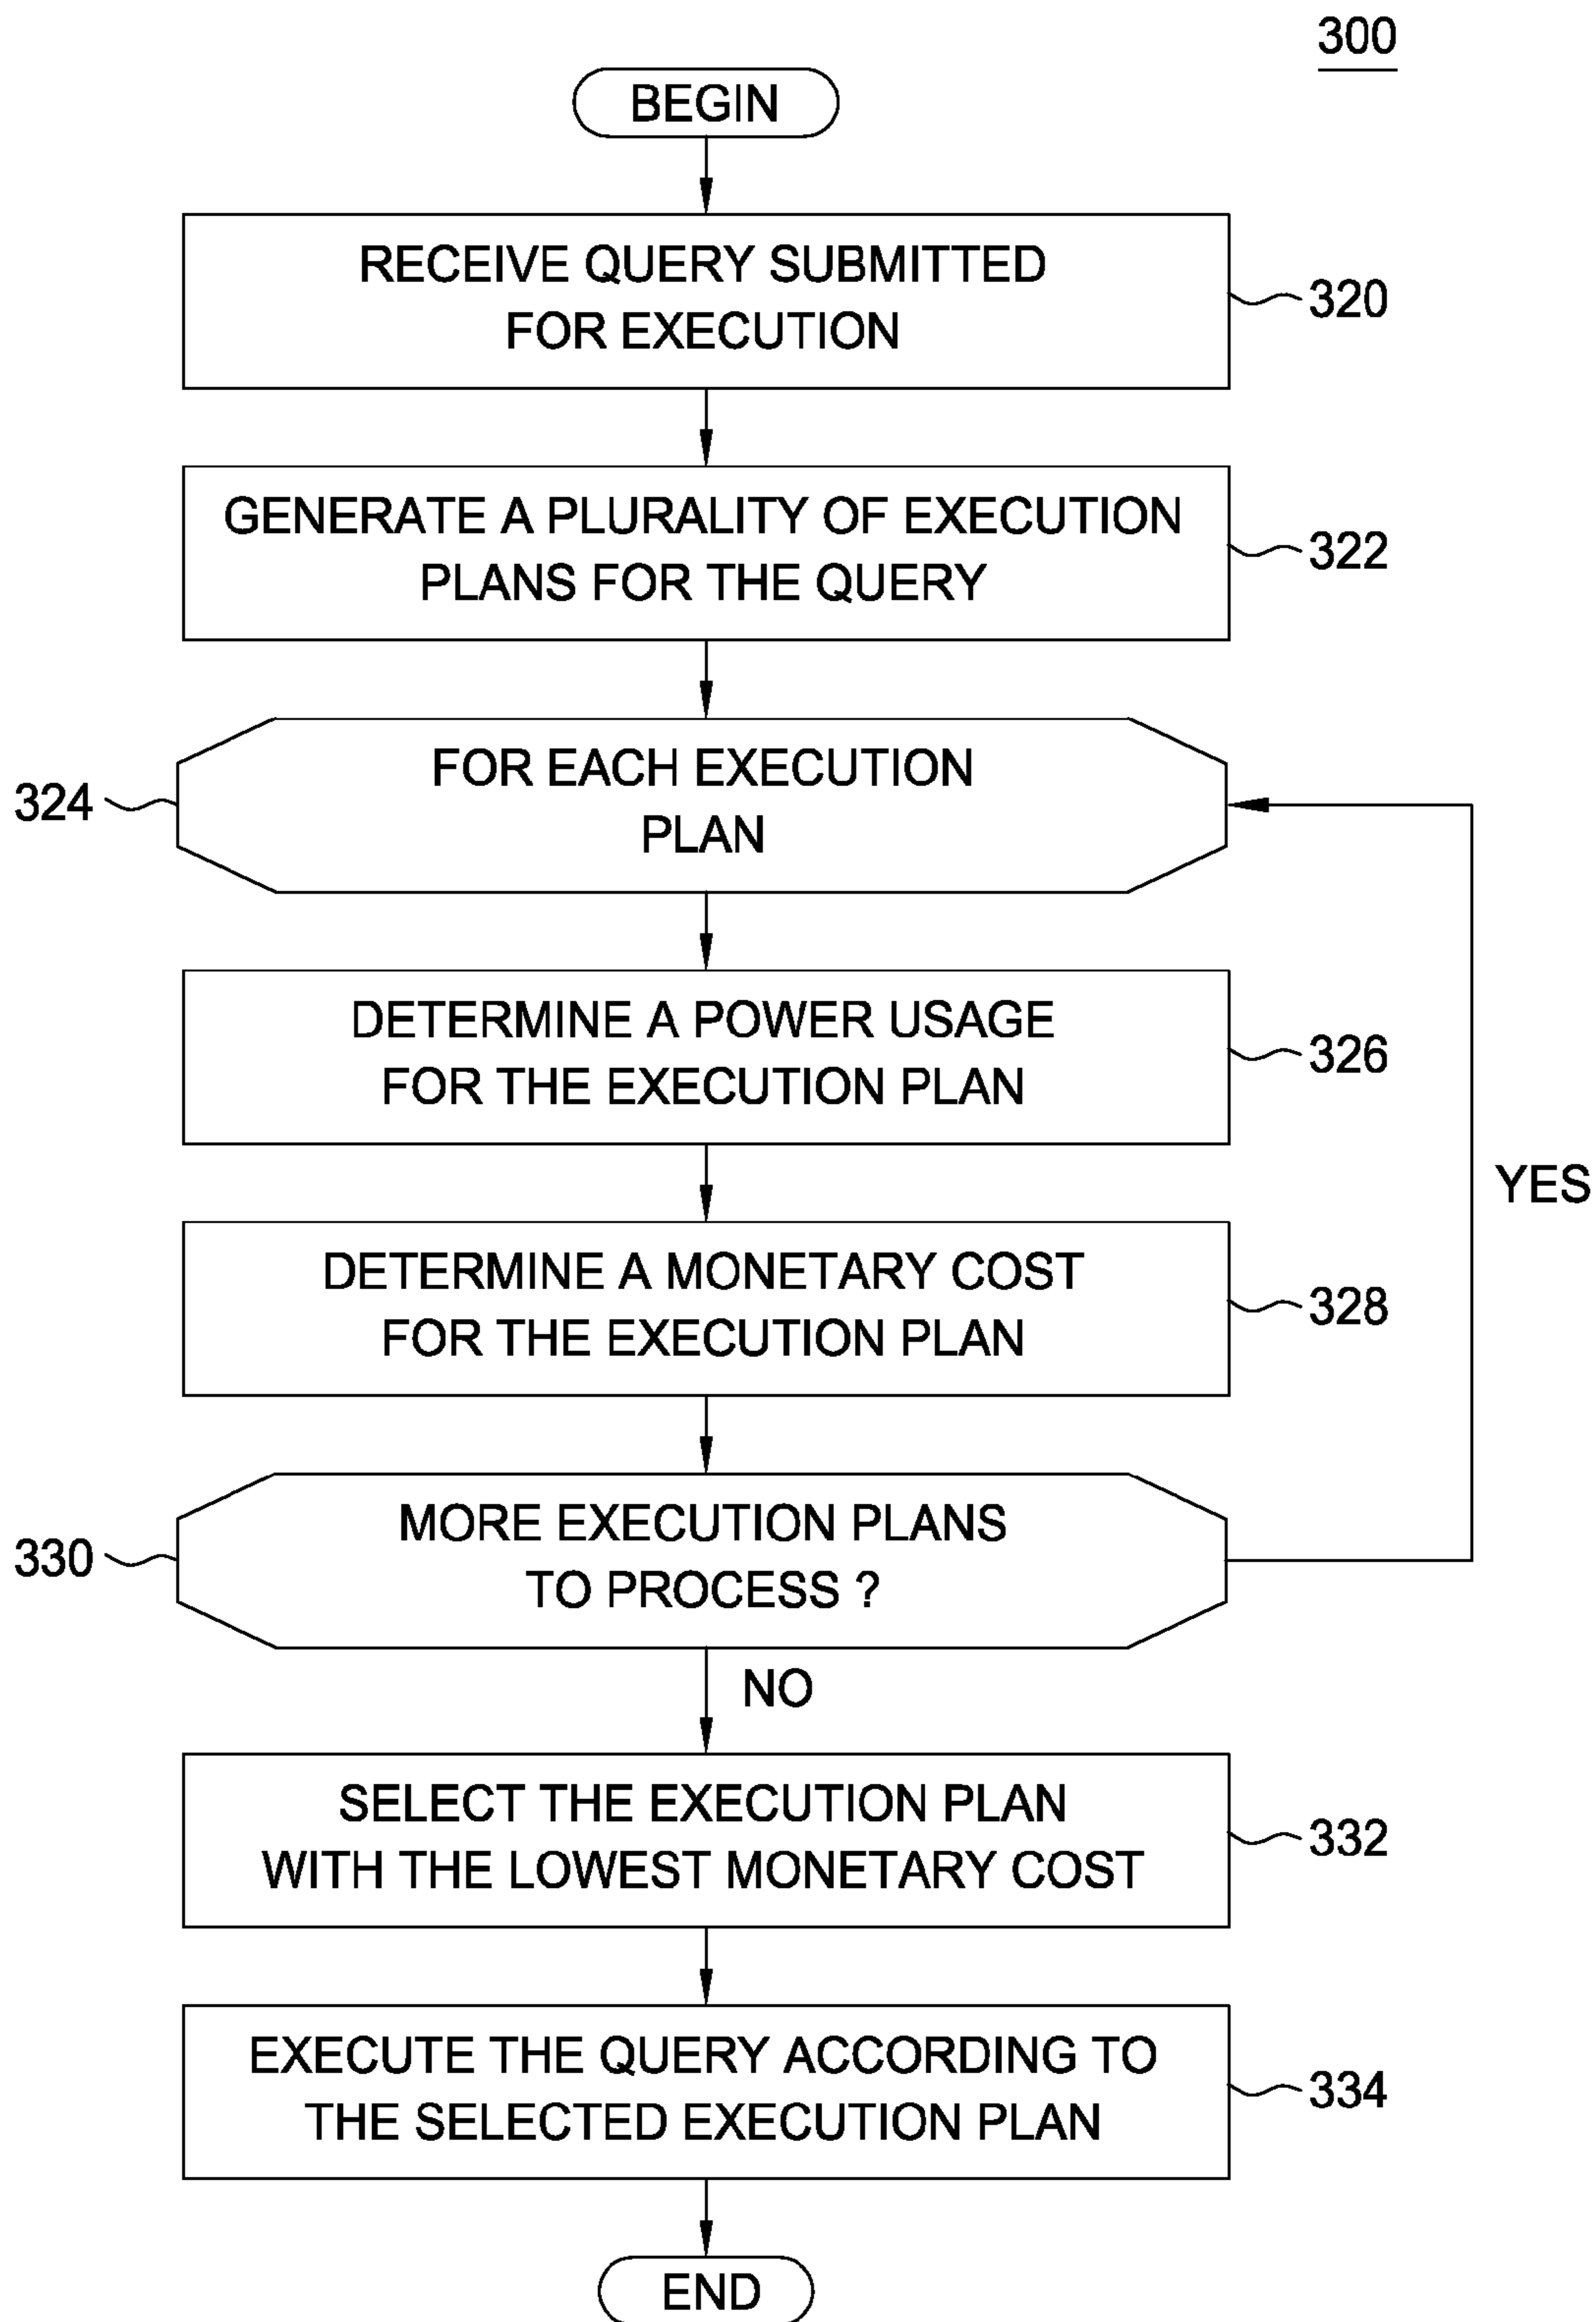 300
BEGIN
RECEIVE QUERY SUBMITTED
FOR EXECUTION
320
GENERATE A PLURALITY OF EXECUTION
PLANS FOR THE QUERY
322
FOR EACH EXECUTION
PLAN
324
DETERMINE A POWER USAGE
FOR THE EXECUTION PLAN
326
YES
DETERMINE A MONETARY COST
FOR THE EXECUTION PLAN
328
MORE EXECUTION PLANS
TO PROCESS ?
330
NO
SELECT THE EXECUTION PLAN
WITH THE LOWEST MONETARY COST
332
EXECUTE THE QUERY ACCORDING TO
THE SELECTED EXECUTION PLAN
334
END